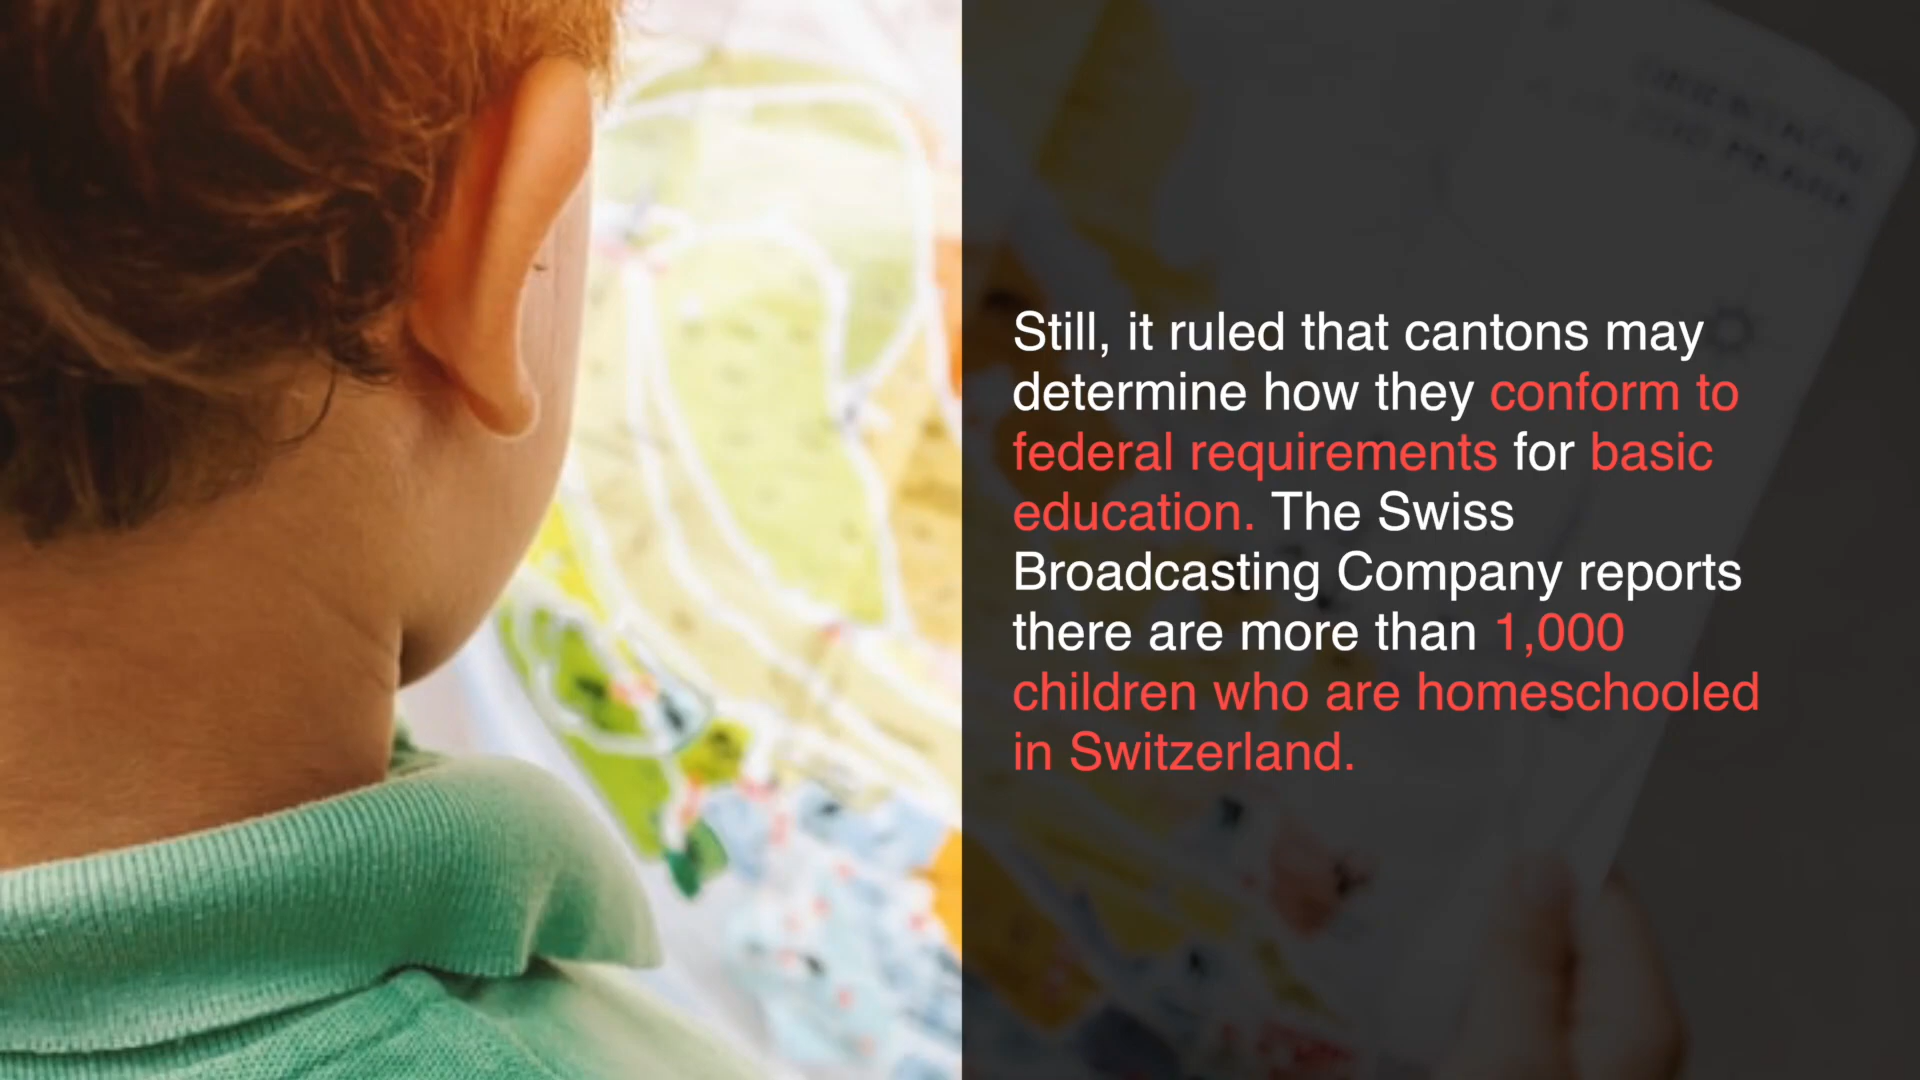 Still, it ruled that cantons may
determine how they conform to
federal requirements for basic
education. The Swiss
Broadcasting Company reports
there are more than 1,000
children who are homeschooled
in Switzerland.